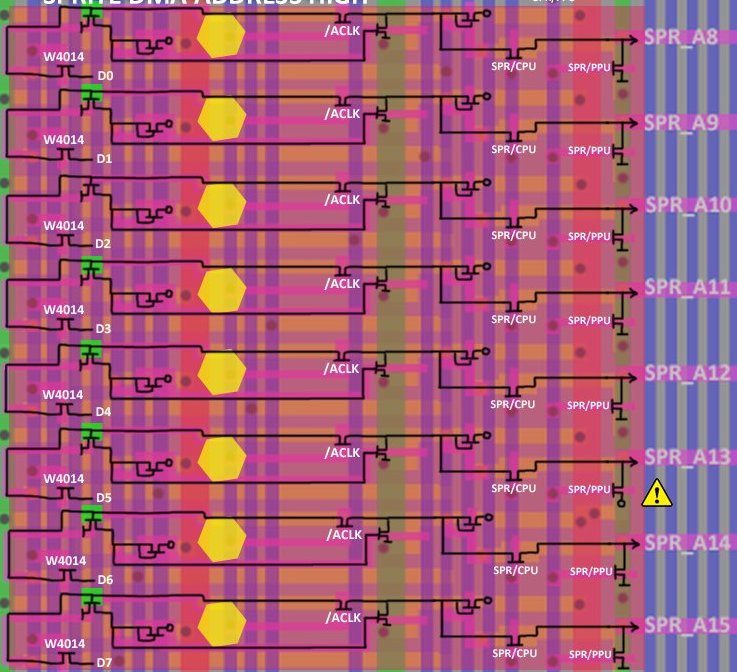 SPRITE DMA ADDRESS HIGH
/ACLK
SPR_A8
W4014
SPR/CPU
SPR/PPU
D0
/ACLK
SPR_A9
W4014
SPR/CPU
SPR/PPU
D1
/ACLK
SPR_A10
W4014
SPR/CPU
SPR/PPU
D2
/ACLK
SPR_A11
W4014
SPR/CPU
SPR/PPU
D3
/ACLK
SPR_A12
W4014
SPR/CPU
SPR/PPU
D4
/ACLK
SPR_A13
W4014
SPR/CPU
SPR/PPU
D5
/ACLK
SPR_A14
W4014
SPR/CPU
SPR/PPU
D6
/ACLK
SPR_A15
W4014
SPR/CPU
SPR/PPU
D7